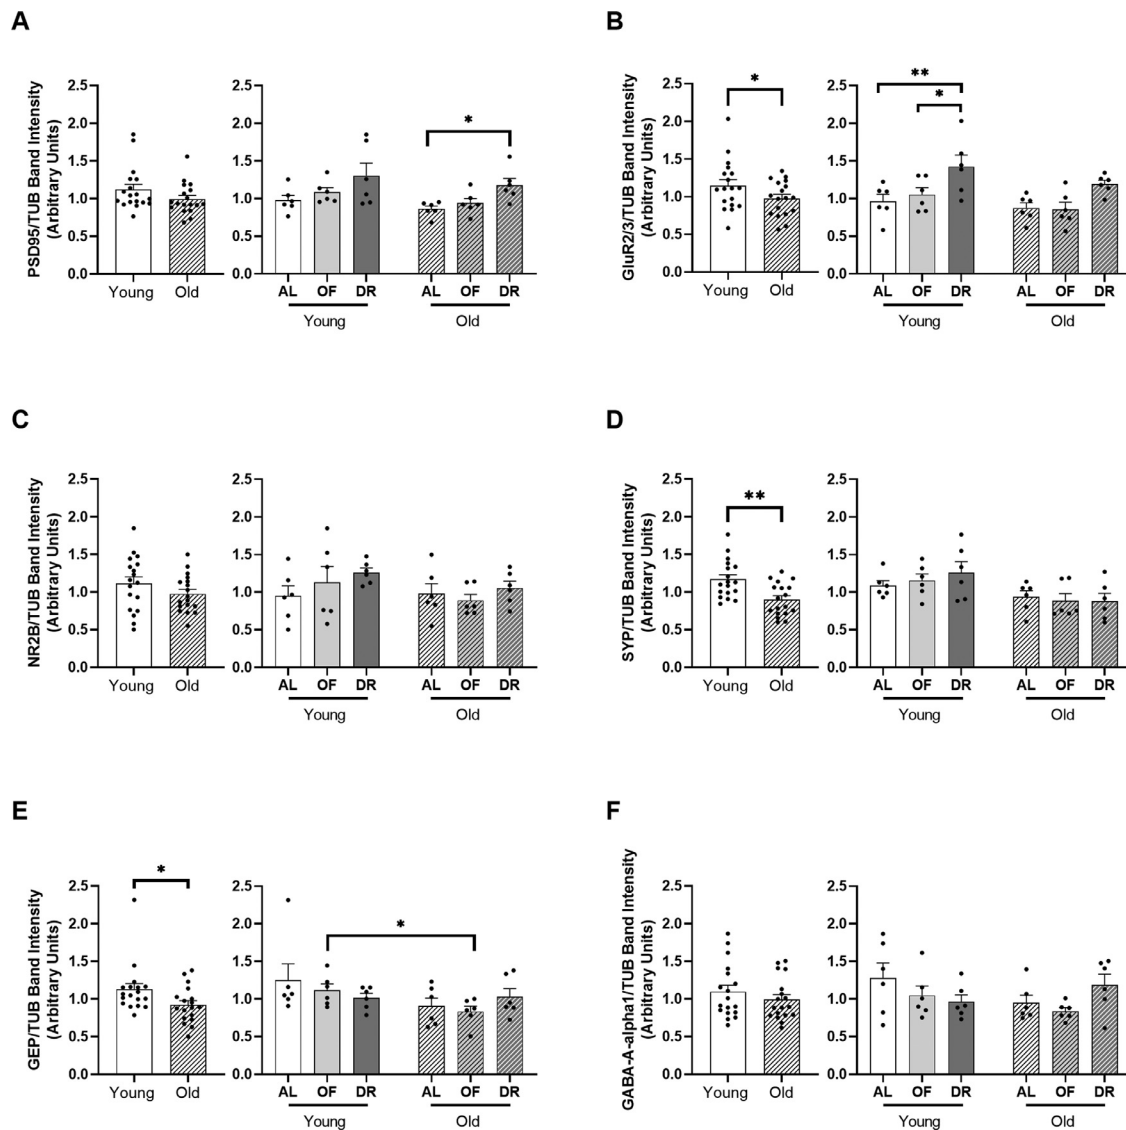 A
PSD95/TUB Band Intensity
(Arbitrary Units)
2.5
2.0
1.5
1.0
0.5
0.0
Young Old
2.5
2.0
1.5
1.0
0.5
0.0
*
AL OF DR AL OF DR
Young Old
B
GluR2/3/TUB Band Intensity
(Arbitrary Units)
2.5
2.0
1.5
1.0
0.5
0.0
*
Young Old
2.5
2.0
1.5
1.0
0.5
0.0
**
*
AL OF DR AL OF DR
Young Old
C
NR2B/TUB Band Intensity
(Arbitrary Units)
2.5
2.0
1.5
1.0
0.5
0.0
Young Old
2.5
2.0
1.5
1.0
0.5
0.0
AL OF DR AL OF DR
Young Old
D
SYP/TUB Band Intensity
(Arbitrary Units)
2.5
2.0
1.5
1.0
0.5
0.0
**
Young Old
2.5
2.0
1.5
1.0
0.5
0.0
AL OF DR AL OF DR
Young Old
E
GEP/TUB Band Intensity
(Arbitrary Units)
2.5
2.0
1.5
1.0
0.5
0.0
*
Young Old
2.5
2.0
1.5
1.0
0.5
0.0
*
AL OF DR AL OF DR
Young Old
F
GABA-A-alpha1/TUB Band Intensity
(Arbitrary Units)
2.5
2.0
1.5
1.0
0.5
0.0
Young Old
2.5
2.0
1.5
1.0
0.5
0.0
AL OF DR AL OF DR
Young Old